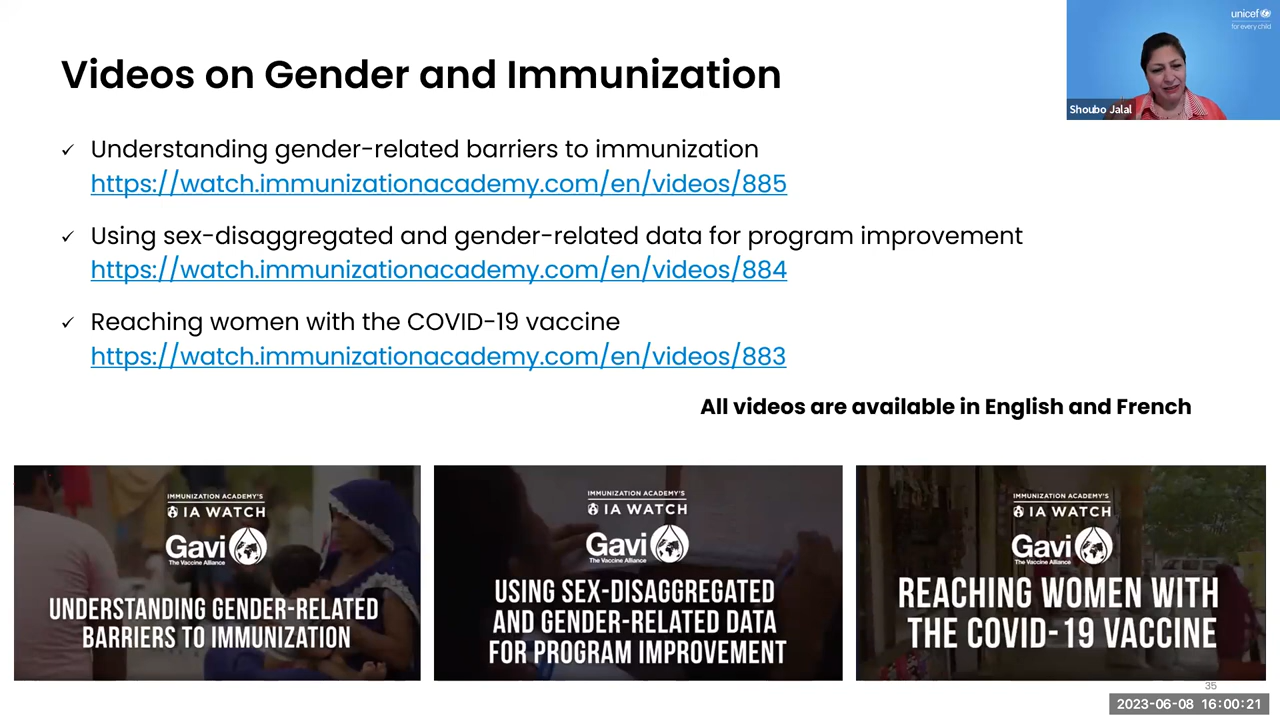 unicef
for every child
Shoubo Jalal
Videos on Gender and Immunization
✓ Understanding gender-related barriers to immunization
https://watch.immunizationacademy.com/en/videos/885
✓ Using sex-disaggregated and gender-related data for program improvement
https://watch.immunizationacademy.com/en/videos/884
✓ Reaching women with the COVID-19 vaccine
https://watch.immunizationacademy.com/en/videos/883
All videos are available in English and French
IMMUNIZATION ACADEMY'S
IA WATCH
Gavi
The Vaccine Alliance
UNDERSTANDING GENDER-RELATED
BARRIERS TO IMMUNIZATION
IMMUNIZATION ACADEMY'S
IA WATCH
Gavi
The Vaccine Alliance
USING SEX-DISAGGREGATED
AND GENDER-RELATED DATA
FOR PROGRAM IMPROVEMENT
IMMUNIZATION ACADEMY'S
IA WATCH
Gavi
The Vaccine Alliance
REACHING WOMEN WITH
THE COVID-19 VACCINE
35
2023-06-08 16:00:21